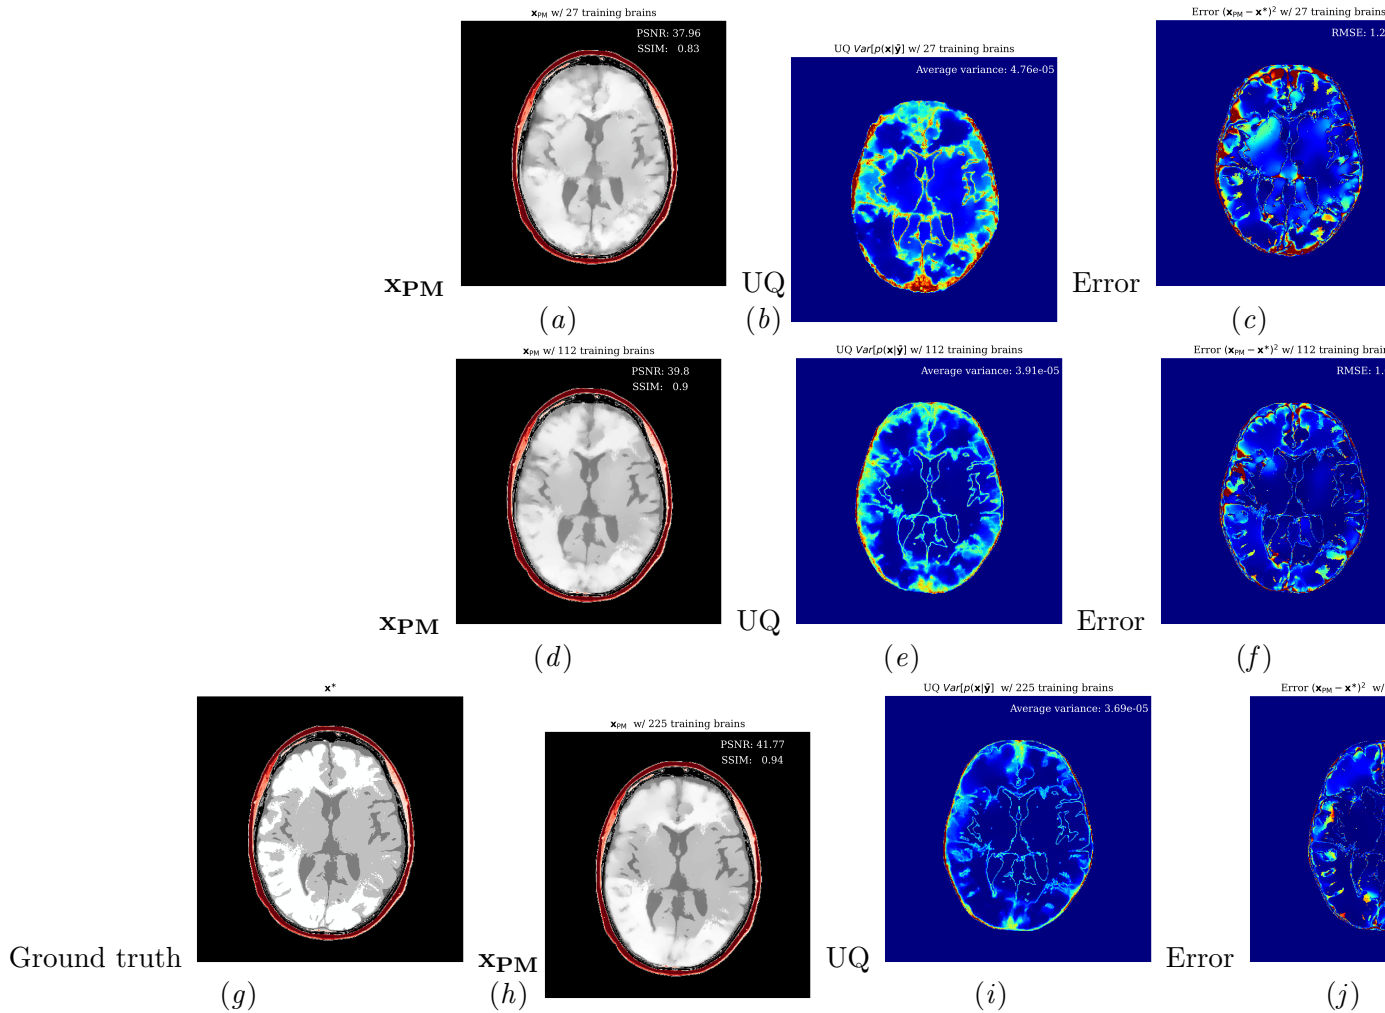 x_PM w/ 27 training brains
PSNR: 37.96
SSIM: 0.83
x_PM
(a)
UQ Var[p(x|ỹ] w/ 27 training brains
Average variance: 4.76e-05
UQ
(b)
Error (x_PM − x*)² w/ 27 training brains
RMSE: 1.2
Error
(c)
x_PM w/ 112 training brains
PSNR: 39.8
SSIM: 0.9
x_PM
(d)
UQ Var[p(x|ỹ] w/ 112 training brains
Average variance: 3.91e-05
UQ
(e)
Error (x_PM − x*)² w/ 112 training brain
RMSE: 1.
Error
(f)
x*
Ground truth
(g)
x_PM w/ 225 training brains
PSNR: 41.77
SSIM: 0.94
x_PM
(h)
UQ Var[p(x|ỹ] w/ 225 training brains
Average variance: 3.69e-05
UQ
(i)
Error (x_PM − x*)² w/
Error
(j)